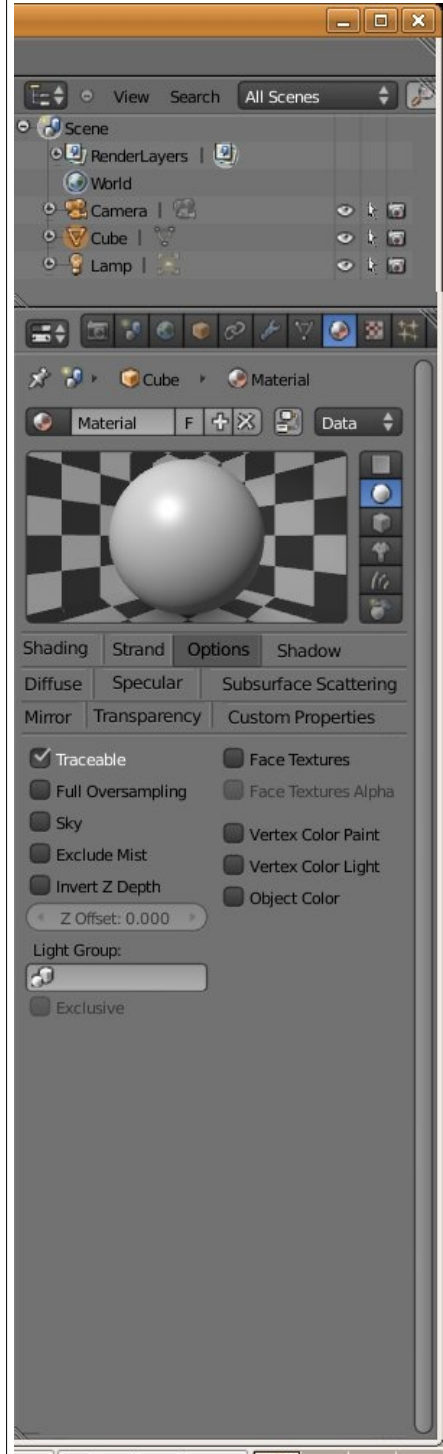 View Search All Scenes
Scene
RenderLayers |
World
Camera |
Cube |
Lamp |
Cube Material
Material F Data
Shading Strand Options Shadow
Diffuse Specular Subsurface Scattering
Mirror Transparency Custom Properties
Traceable Face Textures
Full Oversampling Face Textures Alpha
Sky Vertex Color Paint
Exclude Mist Vertex Color Light
Invert Z Depth Object Color
Z Offset: 0.000
Light Group:
Exclusive